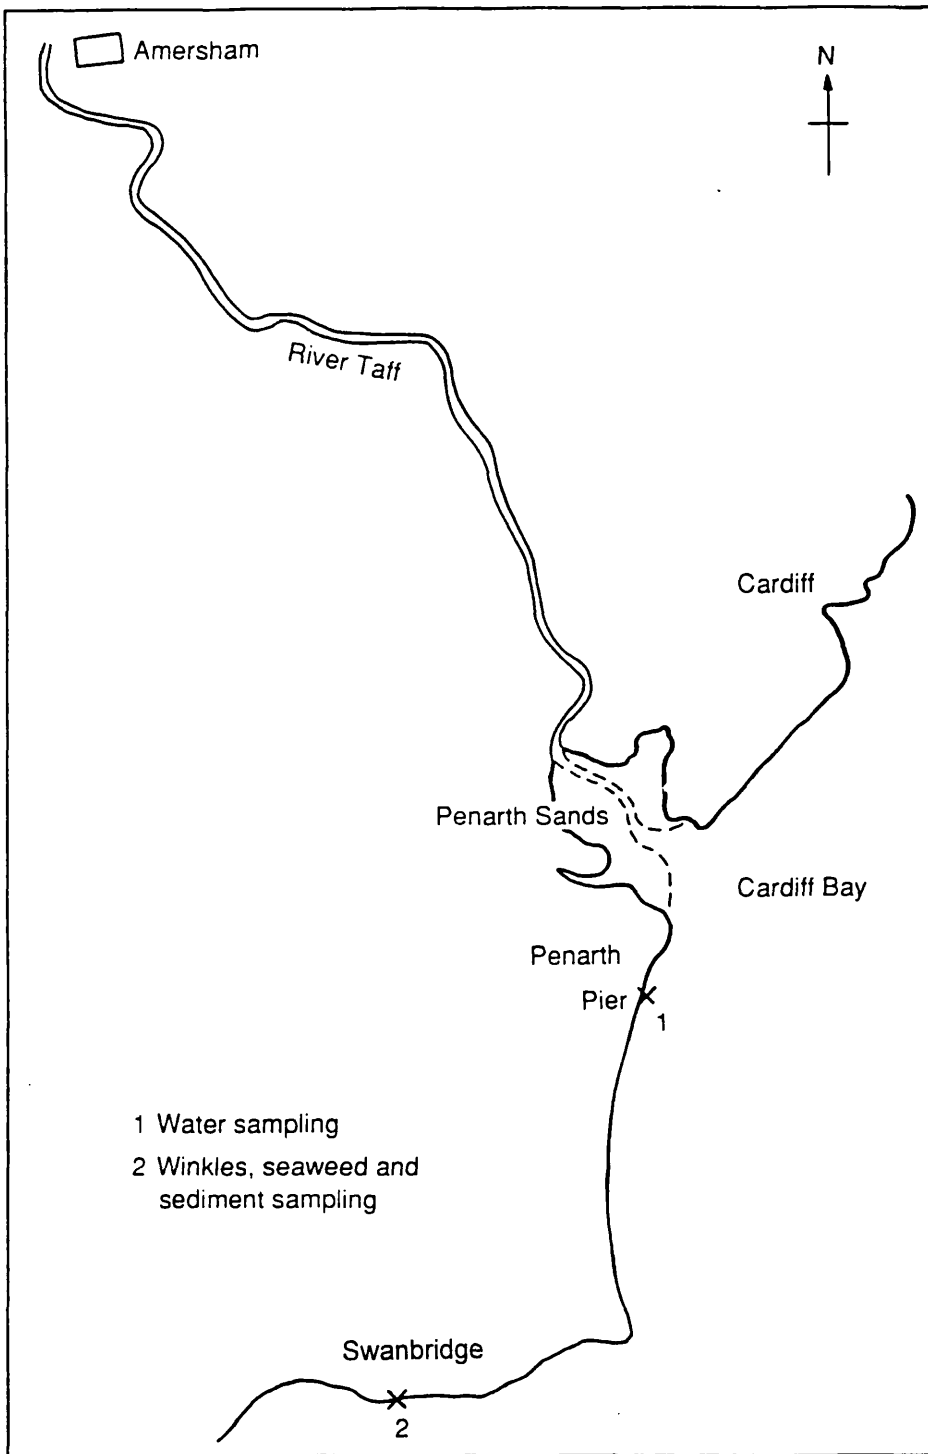 Amersham
N
River Taff
Cardiff
Penarth Sands
Cardiff Bay
Penarth
Pier
1
1 Water sampling
2 Winkles, seaweed and
sediment sampling
Swanbridge
2